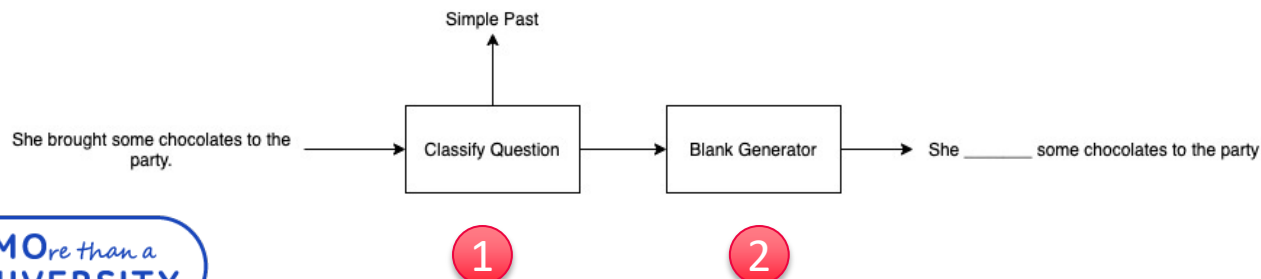 Simple Past
She brought some chocolates to the
party.
Classify Question
Blank Generator
She _______ some chocolates to the party
1
2
MOre than a